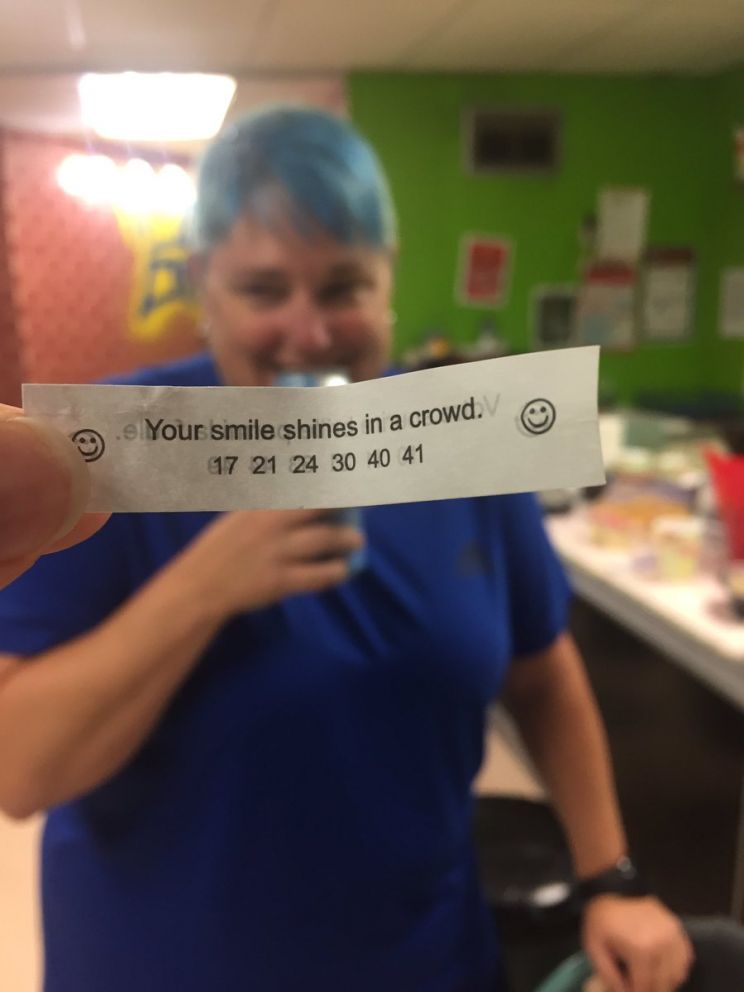 Your smile shines in a crowd.
17 21 24 30 40 41